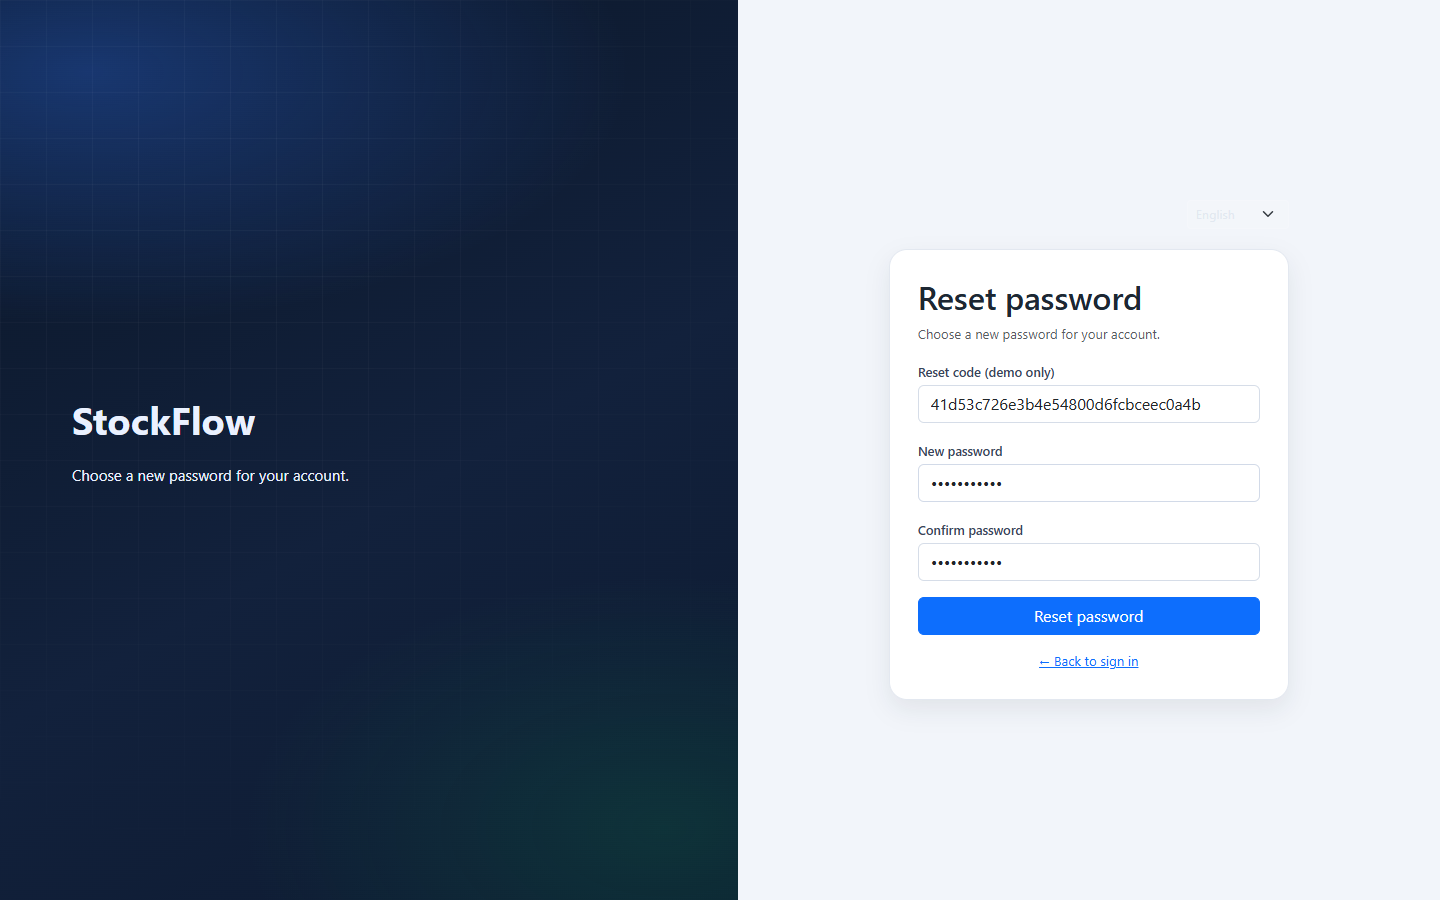 StockFlow
Choose a new password for your account.
English
Reset password
Choose a new password for your account.
Reset code (demo only)
41d53c726e3b4e54800d6fcbceec0a4b
New password
•••••••••••
Confirm password
•••••••••••
Reset password
← Back to sign in